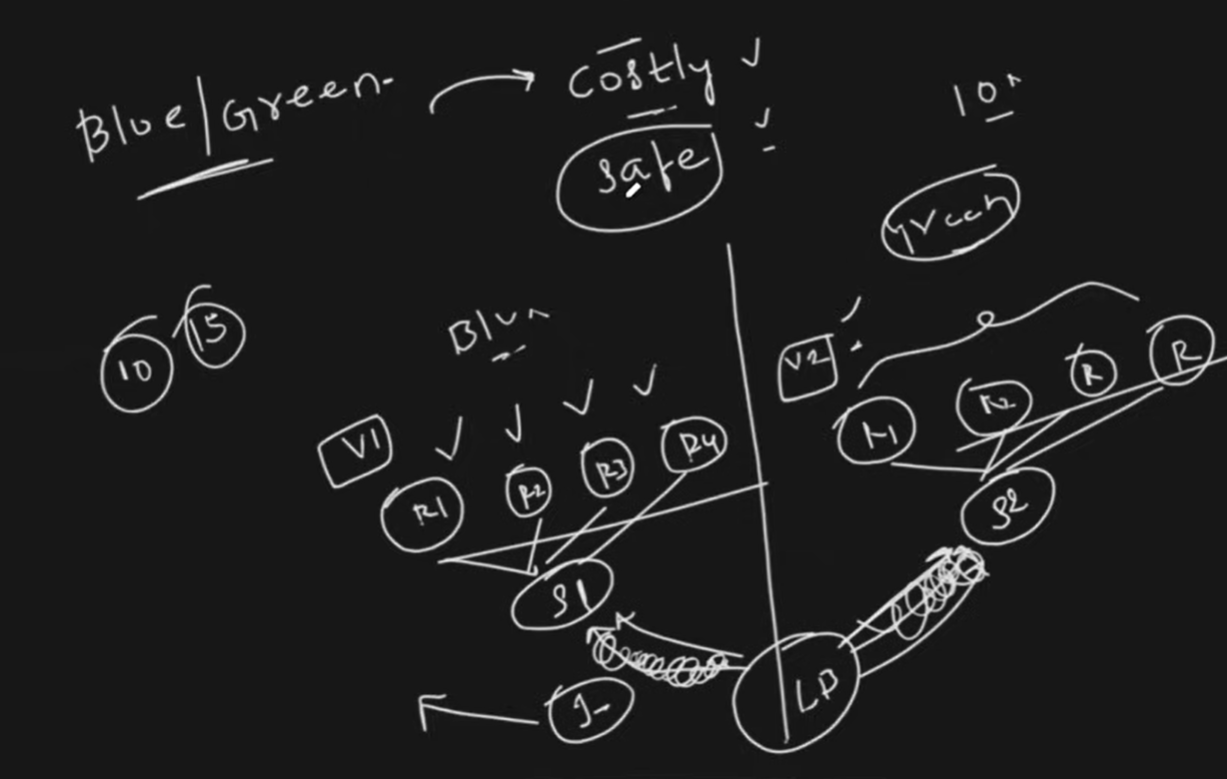 Blue/Green
Costly
safe
10
green
10 15
Blue
V1
R1 R2 R3 R4
S1
V2
R2 R R
S2
LB